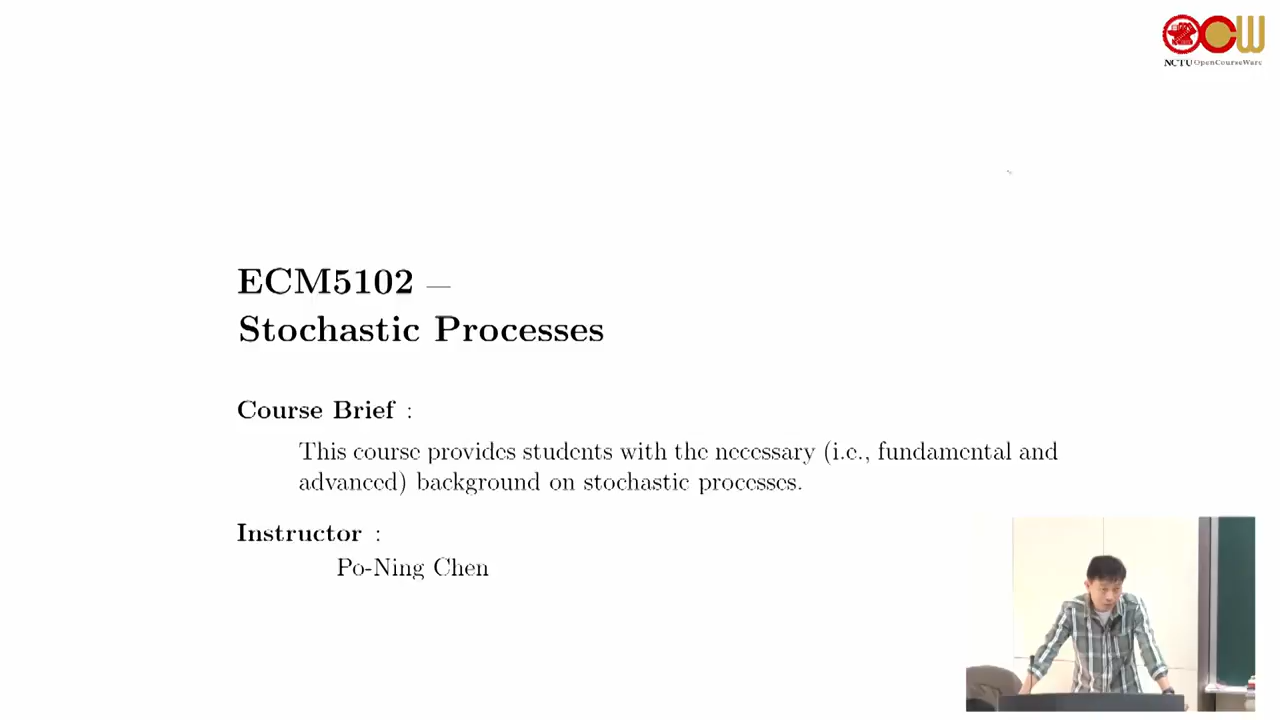 NCTU OpenCourseWare
ECM5102 —
Stochastic Processes
Course Brief :
This course provides students with the necessary (i.e., fundamental and
advanced) background on stochastic processes.
Instructor :
Po-Ning Chen